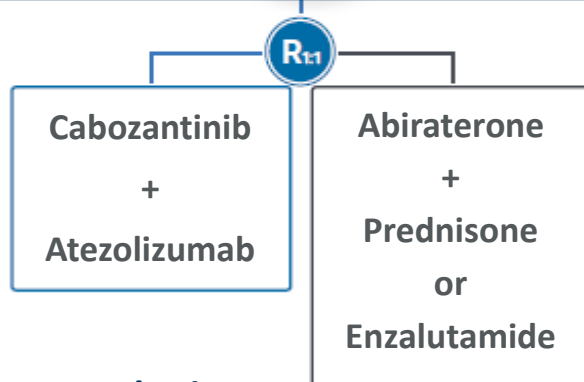 R1:1
Cabozantinib
+
Atezolizumab
Abiraterone
+
Prednisone
or
Enzalutamide